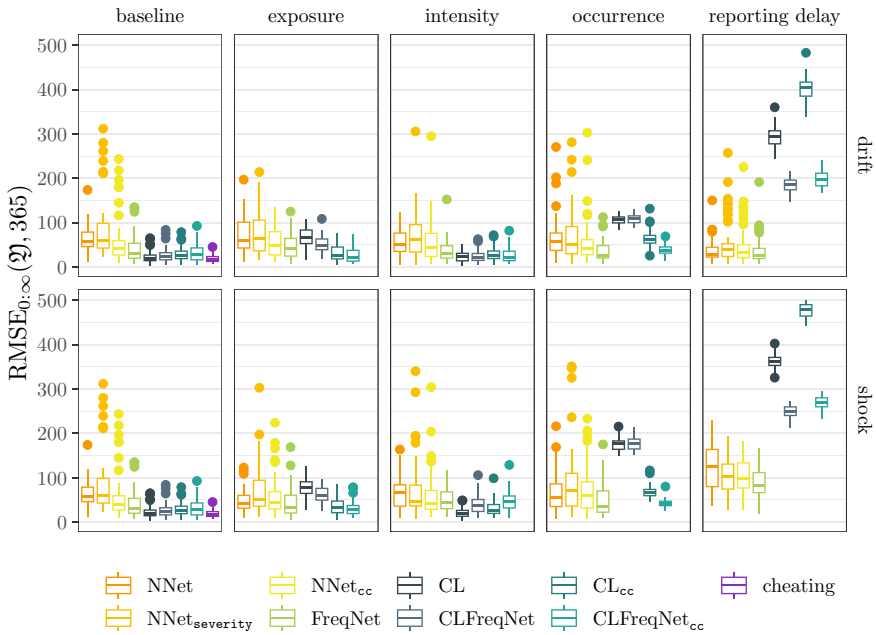 baseline exposure intensity occurrence reporting delay
500
400
300
200
100
0
drift
500
400
300
200
100
0
shock
RMSE0:∞(𝔜, 365)
NNet NNetcc CL CLcc cheating
NNetseverity FreqNet CLFreqNet CLFreqNetcc